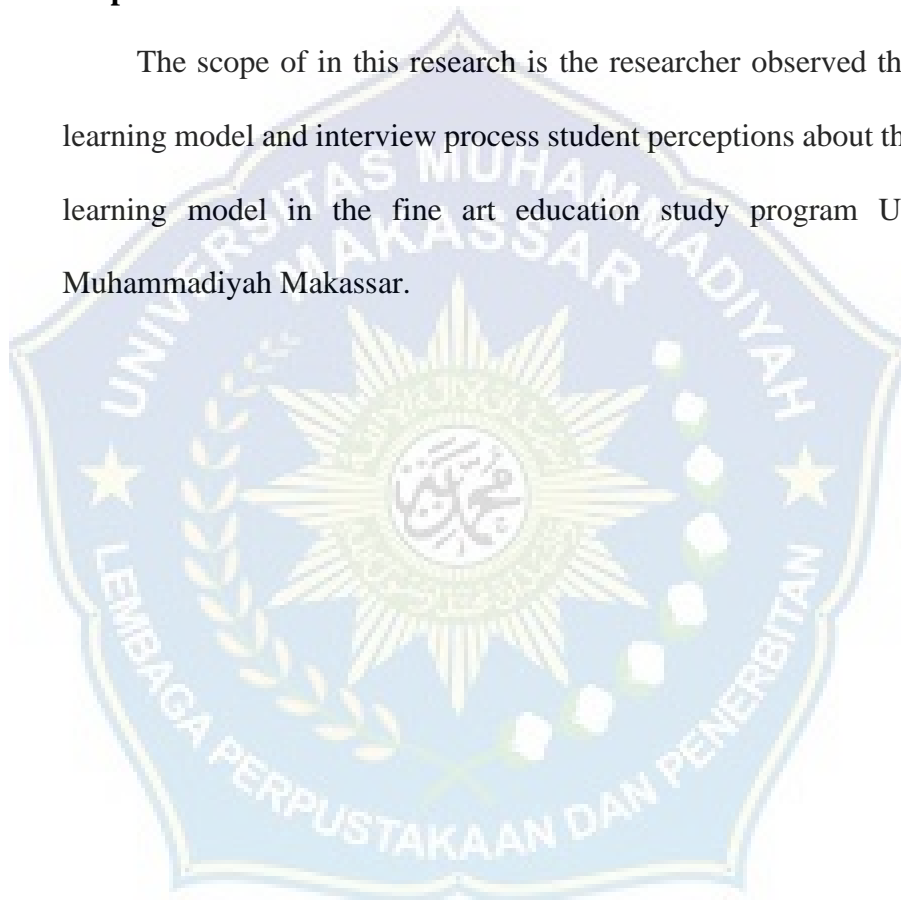 The scope of in this research is the researcher observed th
learning model and interview process student perceptions about th
learning model in the fine art education study program U
Muhammadiyah Makassar.
UNIVERSITAS MUHAMMADIYAH
MAKASSAR
LEMBAGA PERPUSTAKAAN DAN PENERBITAN